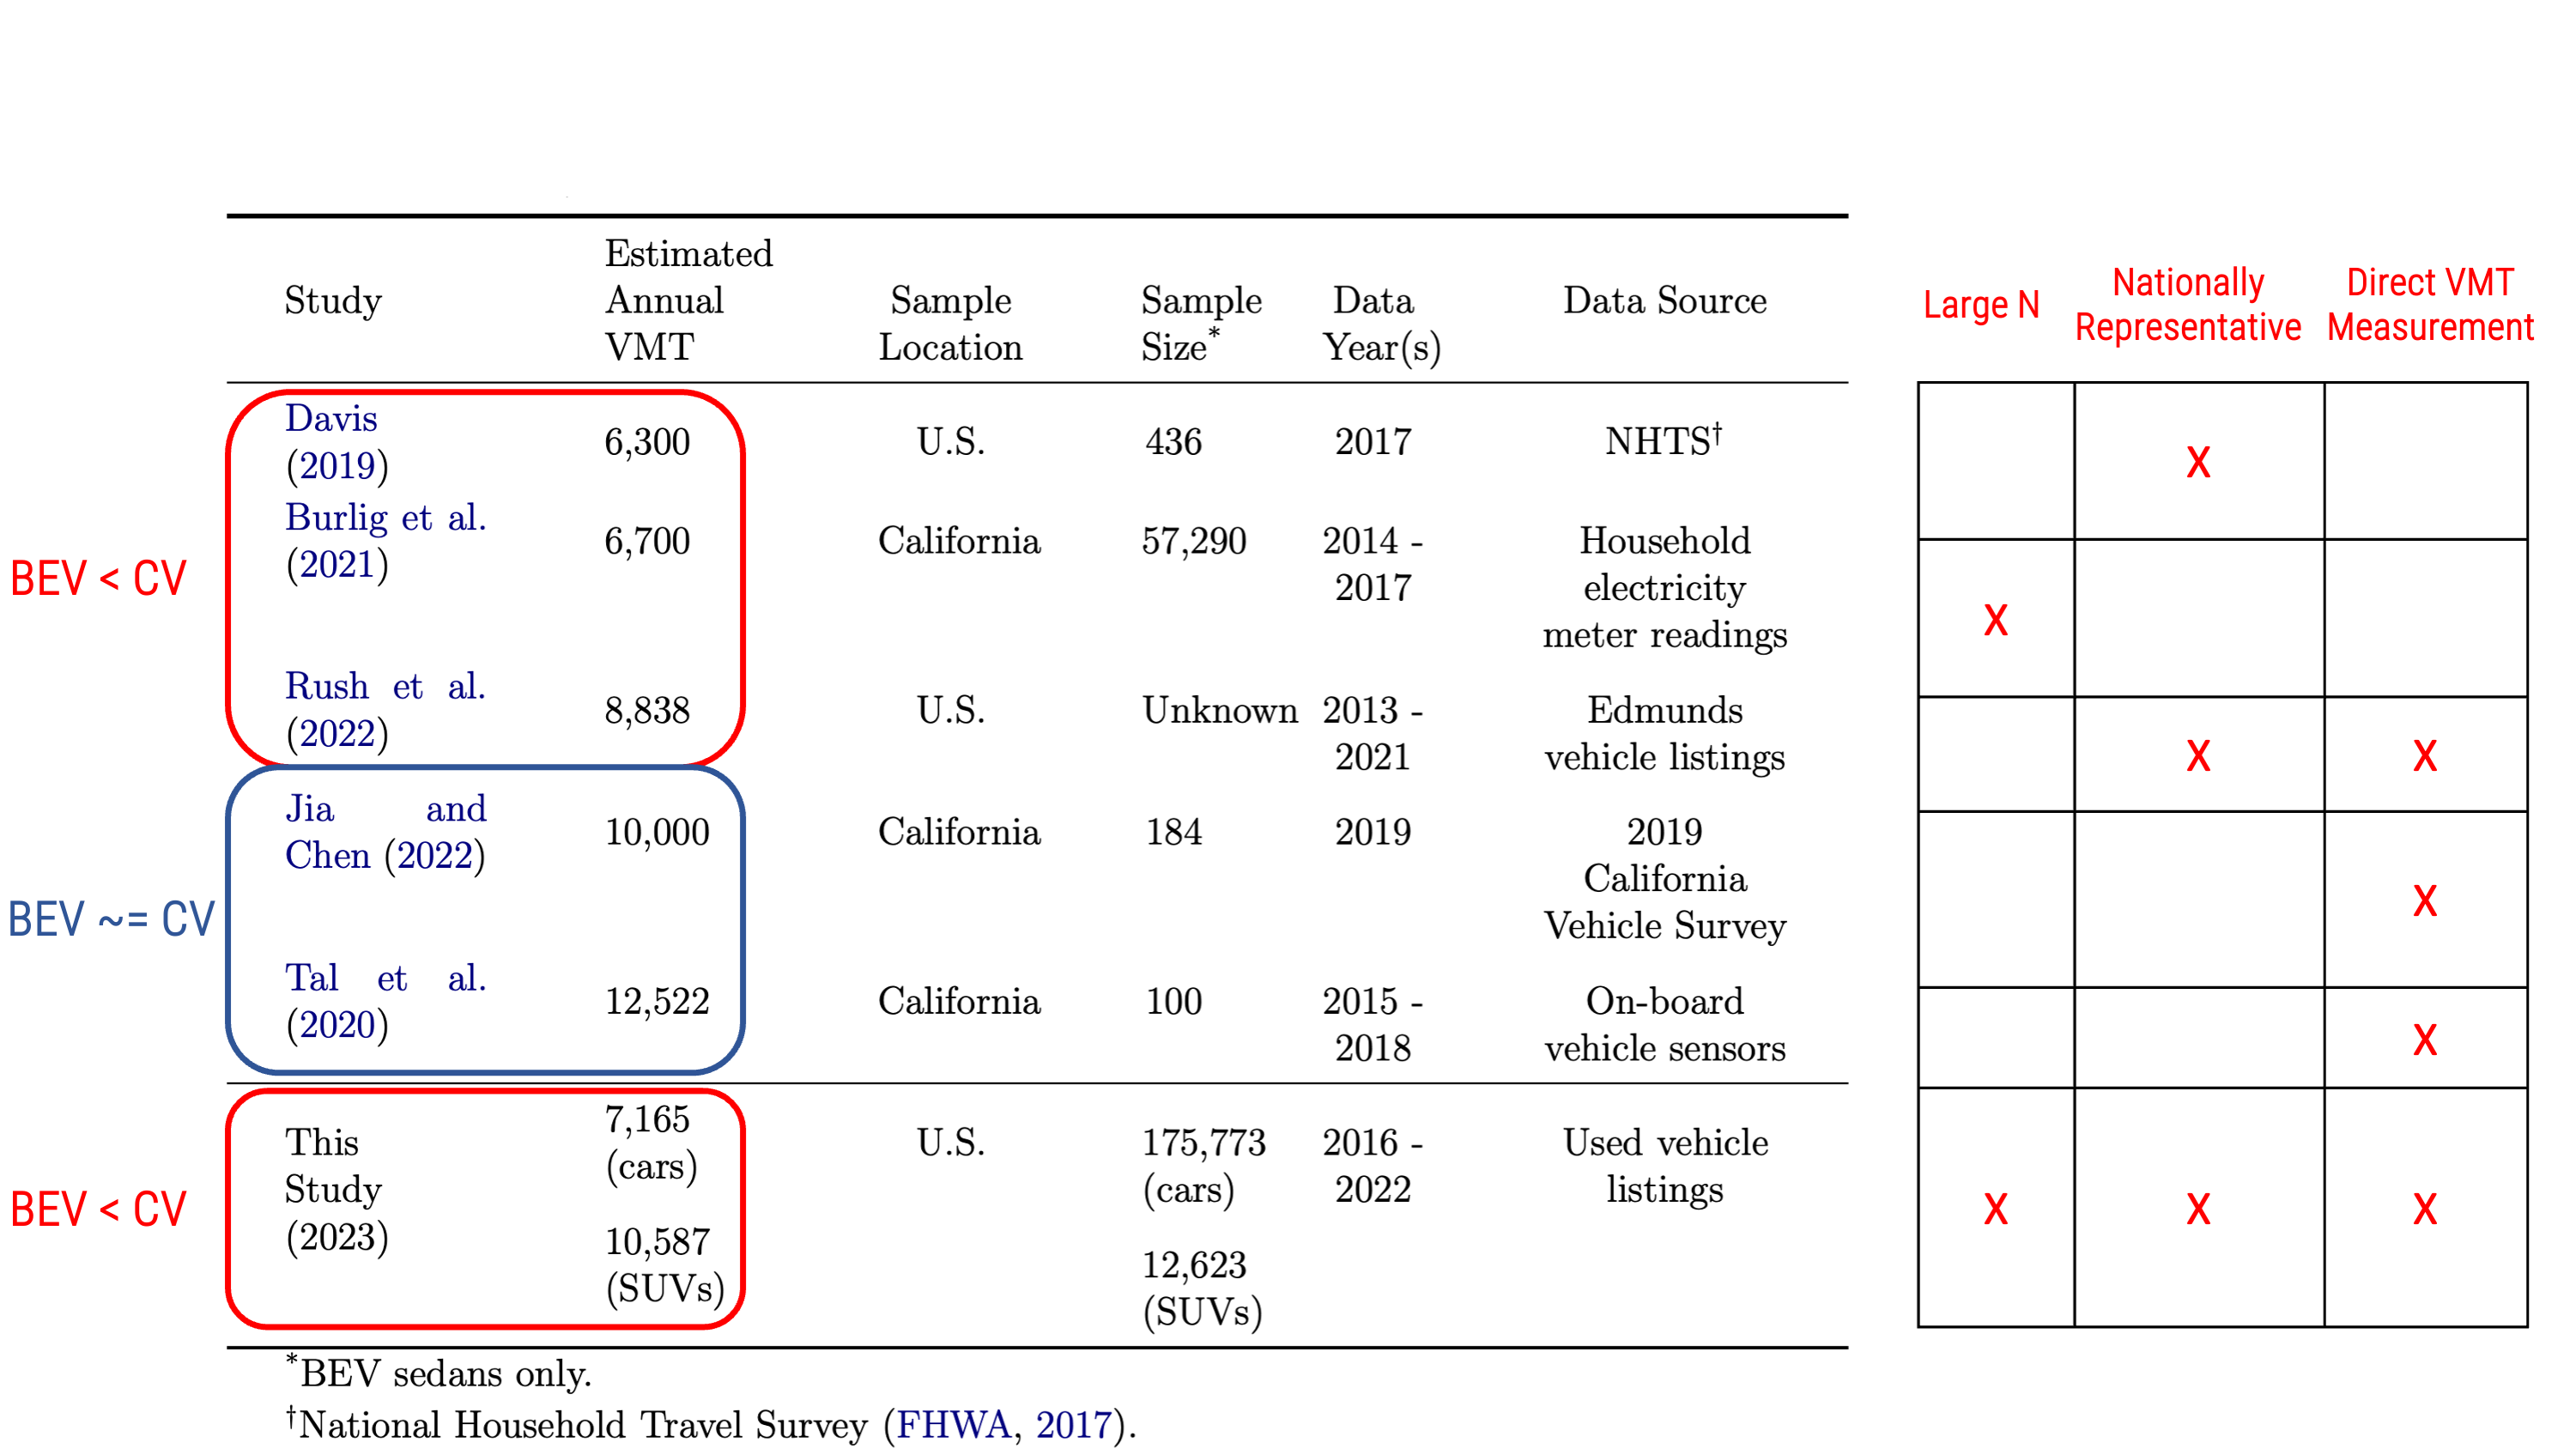 Study
Estimated
Annual
VMT
Sample
Location
Sample
Size*
Data
Year(s)
Data Source
Large N
Nationally
Representative
Direct VMT
Measurement
BEV < CV
Davis
(2019)
6,300
U.S.
436
2017
NHTS†
X
Burlig et al.
(2021)
6,700
California
57,290
2014 -
2017
Household
electricity
meter readings
X
Rush et al.
(2022)
8,838
U.S.
Unknown
2013 -
2021
Edmunds
vehicle listings
X
X
BEV ~= CV
Jia and
Chen (2022)
10,000
California
184
2019
2019
California
Vehicle Survey
X
Tal et al.
(2020)
12,522
California
100
2015 -
2018
On-board
vehicle sensors
X
BEV < CV
This
Study
(2023)
7,165
(cars)
10,587
(SUVs)
U.S.
175,773
(cars)
12,623
(SUVs)
2016 -
2022
Used vehicle
listings
X
X
X
*BEV sedans only.
†National Household Travel Survey (FHWA, 2017).